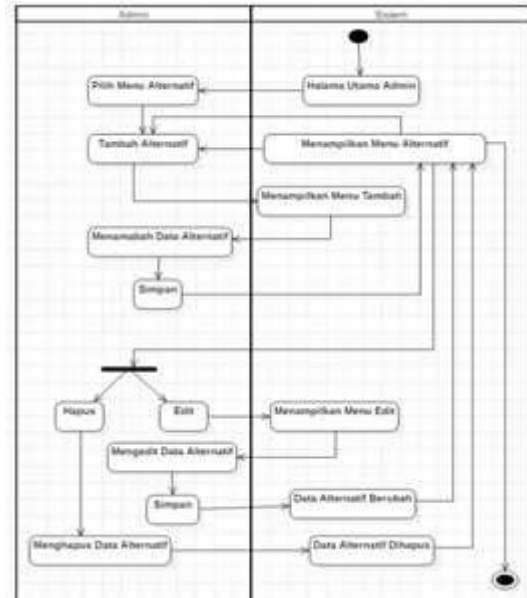 Admin
Sistem
Pilih Menu Alternatif
Halama Utama Admin
Tambah Alternatif
Menampilkan Menu Alternatif
Menampilkan Menu Tambah
Menamabah Data Alternatif
Simpan
Hapus
Edit
Menampilkan Menu Edit
Mengedit Data Alternatif
Simpan
Data Alternatif Berubah
Menghapus Data Alternatif
Data Alternatif Dihapus